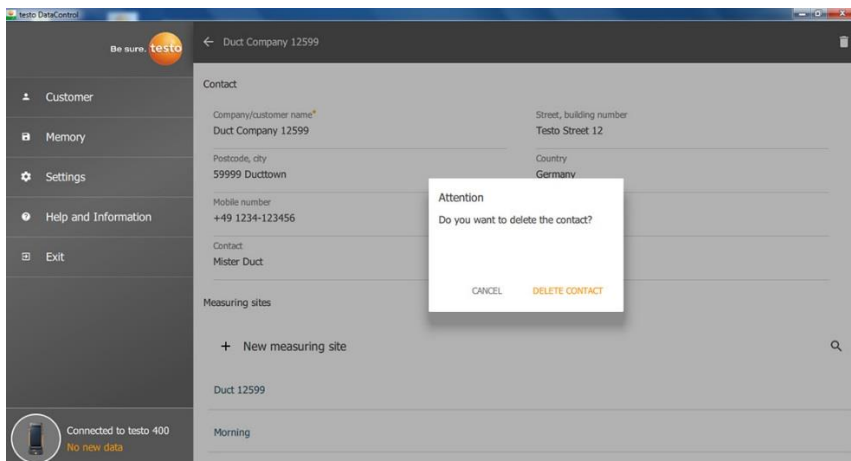 testo DataControl
Be sure. testo
Customer
Memory
Settings
Help and Information
Exit
Connected to testo 400
No new data
Duct Company 12599
Contact
Company/customer name*
Duct Company 12599
Street, building number
Testo Street 12
Postcode, city
59999 Ducttown
Country
Germany
Mobile number
+49 1234-123456
Contact
Mister Duct
Attention
Do you want to delete the contact?
CANCEL DELETE CONTACT
Measuring sites
+ New measuring site
Duct 12599
Morning